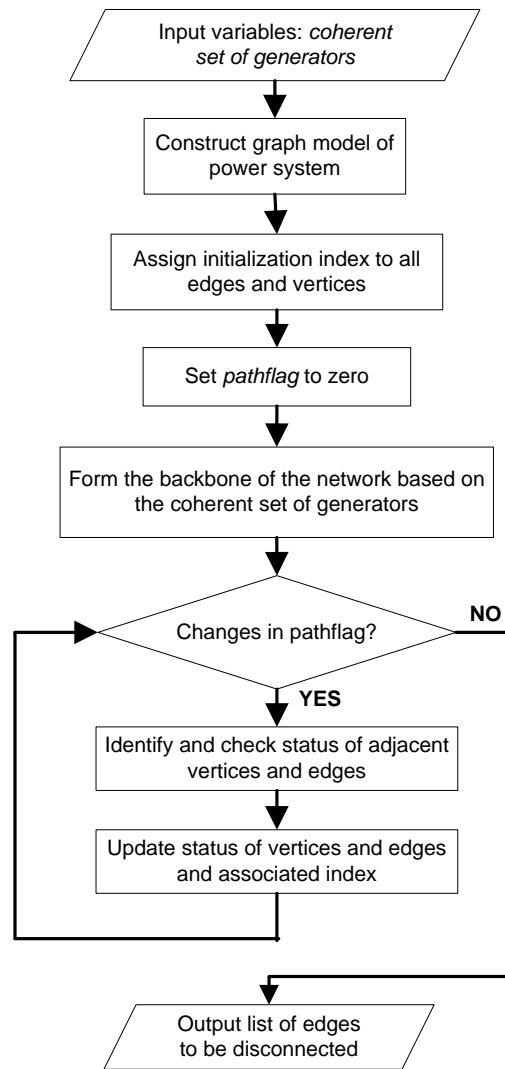 Input variables: coherent
set of generators
Construct graph model of
power system
Assign initialization index to all
edges and vertices
Set pathflag to zero
Form the backbone of the network based on
the coherent set of generators
Changes in pathflag?
NO
YES
Identify and check status of adjacent
vertices and edges
Update status of vertices and edges
and associated index
Output list of edges
to be disconnected